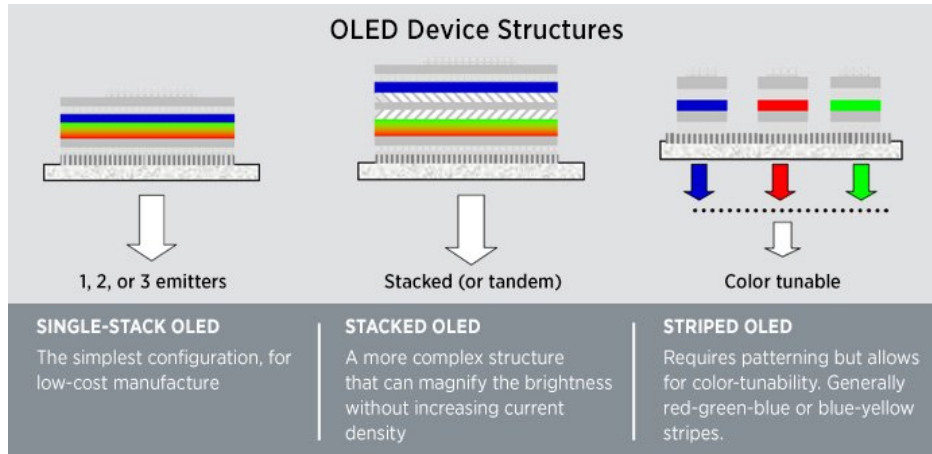 OLED Device Structures
1, 2, or 3 emitters
Stacked (or tandem)
Color tunable
SINGLE-STACK OLED
The simplest configuration, for
low-cost manufacture
STACKED OLED
A more complex structure
that can magnify the brightness
without increasing current
density
STRIPED OLED
Requires patterning but allows
for color-tunability. Generally
red-green-blue or blue-yellow
stripes.